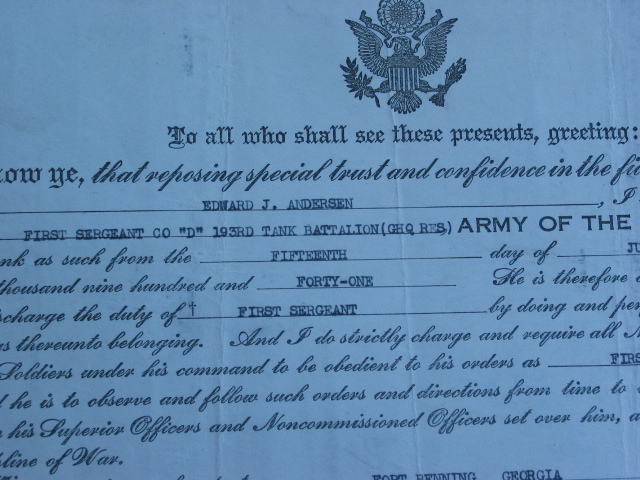 To all who shall see these presents, greeting:
ow ye, that reposing special trust and confidence in the fi
EDWARD J. ANDERSEN , I
FIRST SERGEANT CO "D" 193RD TANK BATTALION(GHQ RES,) ARMY OF THE
nk as such from the FIFTEENTH day of JU
thousand nine hundred and FORTY-ONE He is therefore
scharge the duty of † FIRST SERGEANT by doing and per
s thereunto belonging. And I do strictly charge and require all N
Soldiers under his command to be obedient to his orders as FIRS
d he is to observe and follow such orders and directions from time to
his Superior Officers and Noncommissioned Officers set over him, a
pline of War.
FORT BENNING, GEORGIA